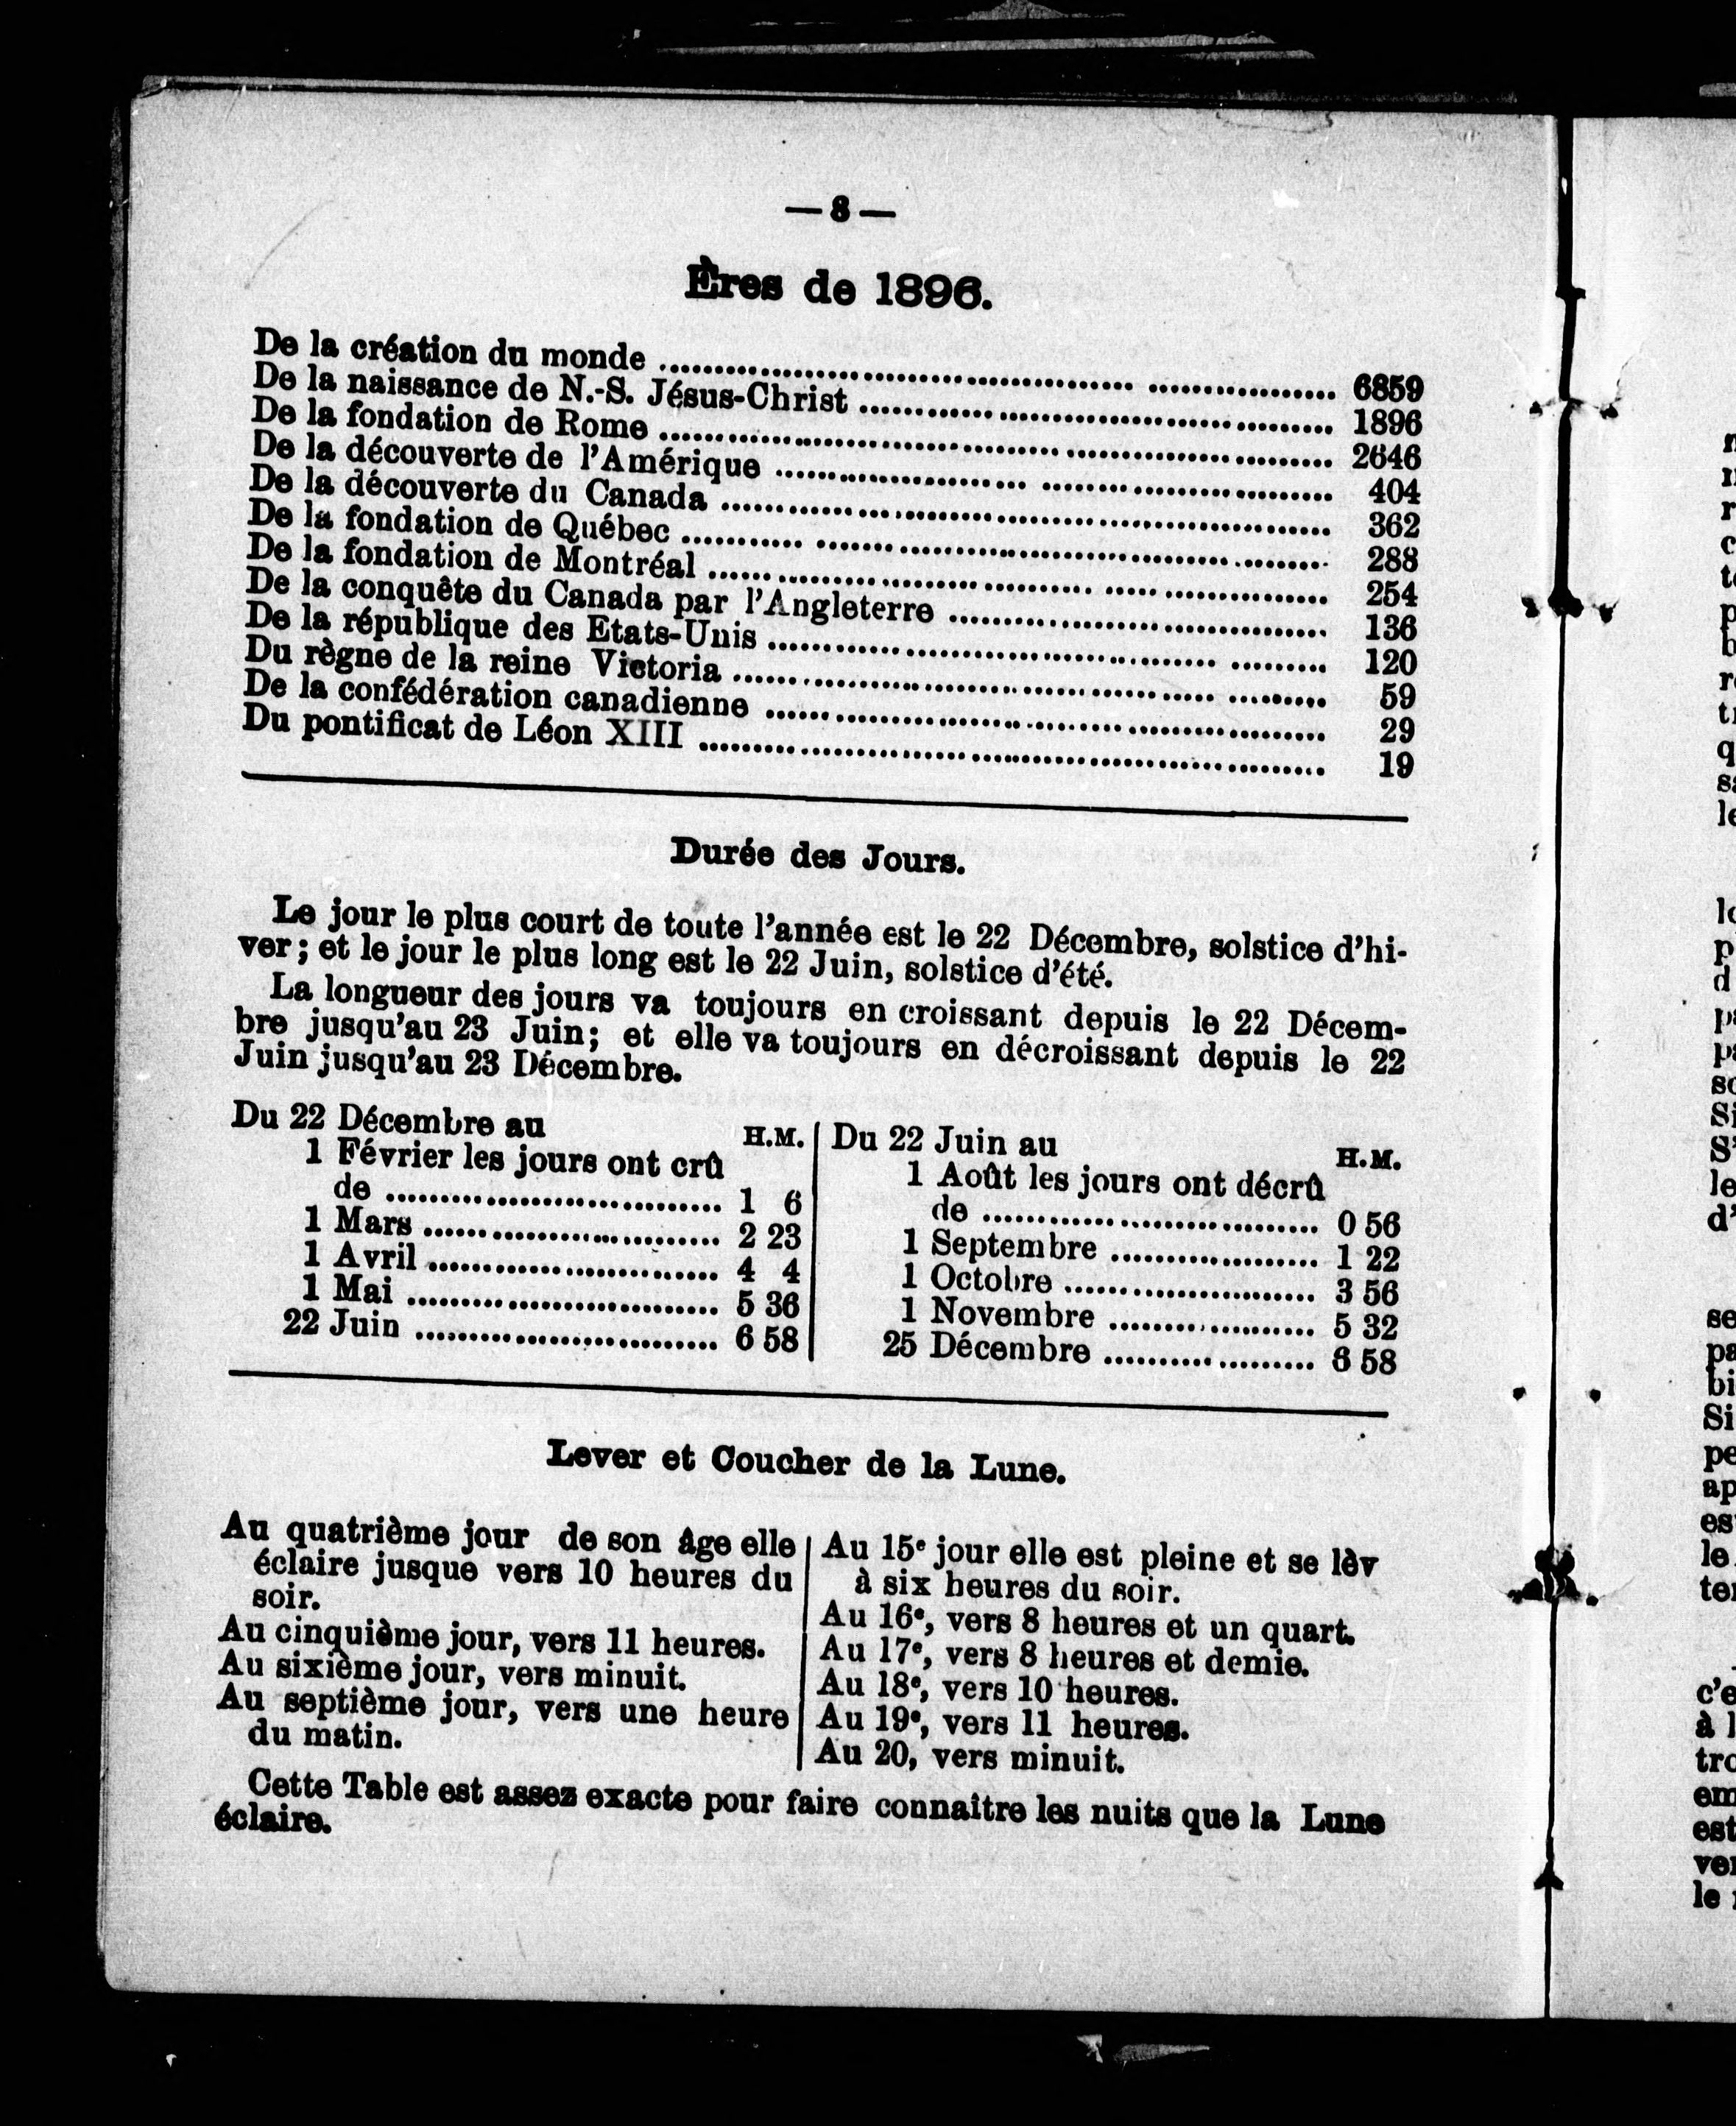 — 8 —
Ères de 1896.
De la création du monde ........................................................ 6859
De la naissance de N.-S. Jésus-Christ ........................................ 1896
De la fondation de Rome ........................................................ 2646
De la découverte de l'Amérique ................................................ 404
De la découverte du Canada ................................................... 362
De la fondation de Québec ..................................................... 288
De la fondation de Montréal ................................................... 254
De la conquête du Canada par l'Angleterre ................................ 136
De la république des Etats-Unis ............................................... 120
Du règne de la reine Victoria ................................................... 59
De la confédération canadienne ............................................... 29
Du pontificat de Léon XIII ..................................................... 19
Durée des Jours.
Le jour le plus court de toute l'année est le 22 Décembre, solstice d'hi-
ver ; et le jour le plus long est le 22 Juin, solstice d'été.
La longueur des jours va toujours en croissant depuis le 22 Décem-
bre jusqu'au 23 Juin; et elle va toujours en décroissant depuis le 22
Juin jusqu'au 23 Décembre.
Du 22 Décembre au H.M.
1 Février les jours ont crû
de ............................... 1 6
1 Mars ........................... 2 23
1 Avril ........................... 4 4
1 Mai ............................. 5 36
22 Juin ............................ 6 58
Du 22 Juin au H.M.
1 Août les jours ont décrû
de ............................... 0 56
1 Septembre ................... 1 22
1 Octobre ....................... 3 56
1 Novembre ................... 5 32
25 Décembre ................... 6 58
Lever et Coucher de la Lune.
Au quatrième jour de son âge elle
éclaire jusque vers 10 heures du
soir.
Au cinquième jour, vers 11 heures.
Au sixième jour, vers minuit.
Au septième jour, vers une heure
du matin.
Au 15e jour elle est pleine et se lèv
à six heures du soir.
Au 16e, vers 8 heures et un quart.
Au 17e, vers 8 heures et demie.
Au 18e, vers 10 heures.
Au 19e, vers 11 heures.
Au 20, vers minuit.
Cette Table est assez exacte pour faire connaître les nuits que la Lune
éclaire.